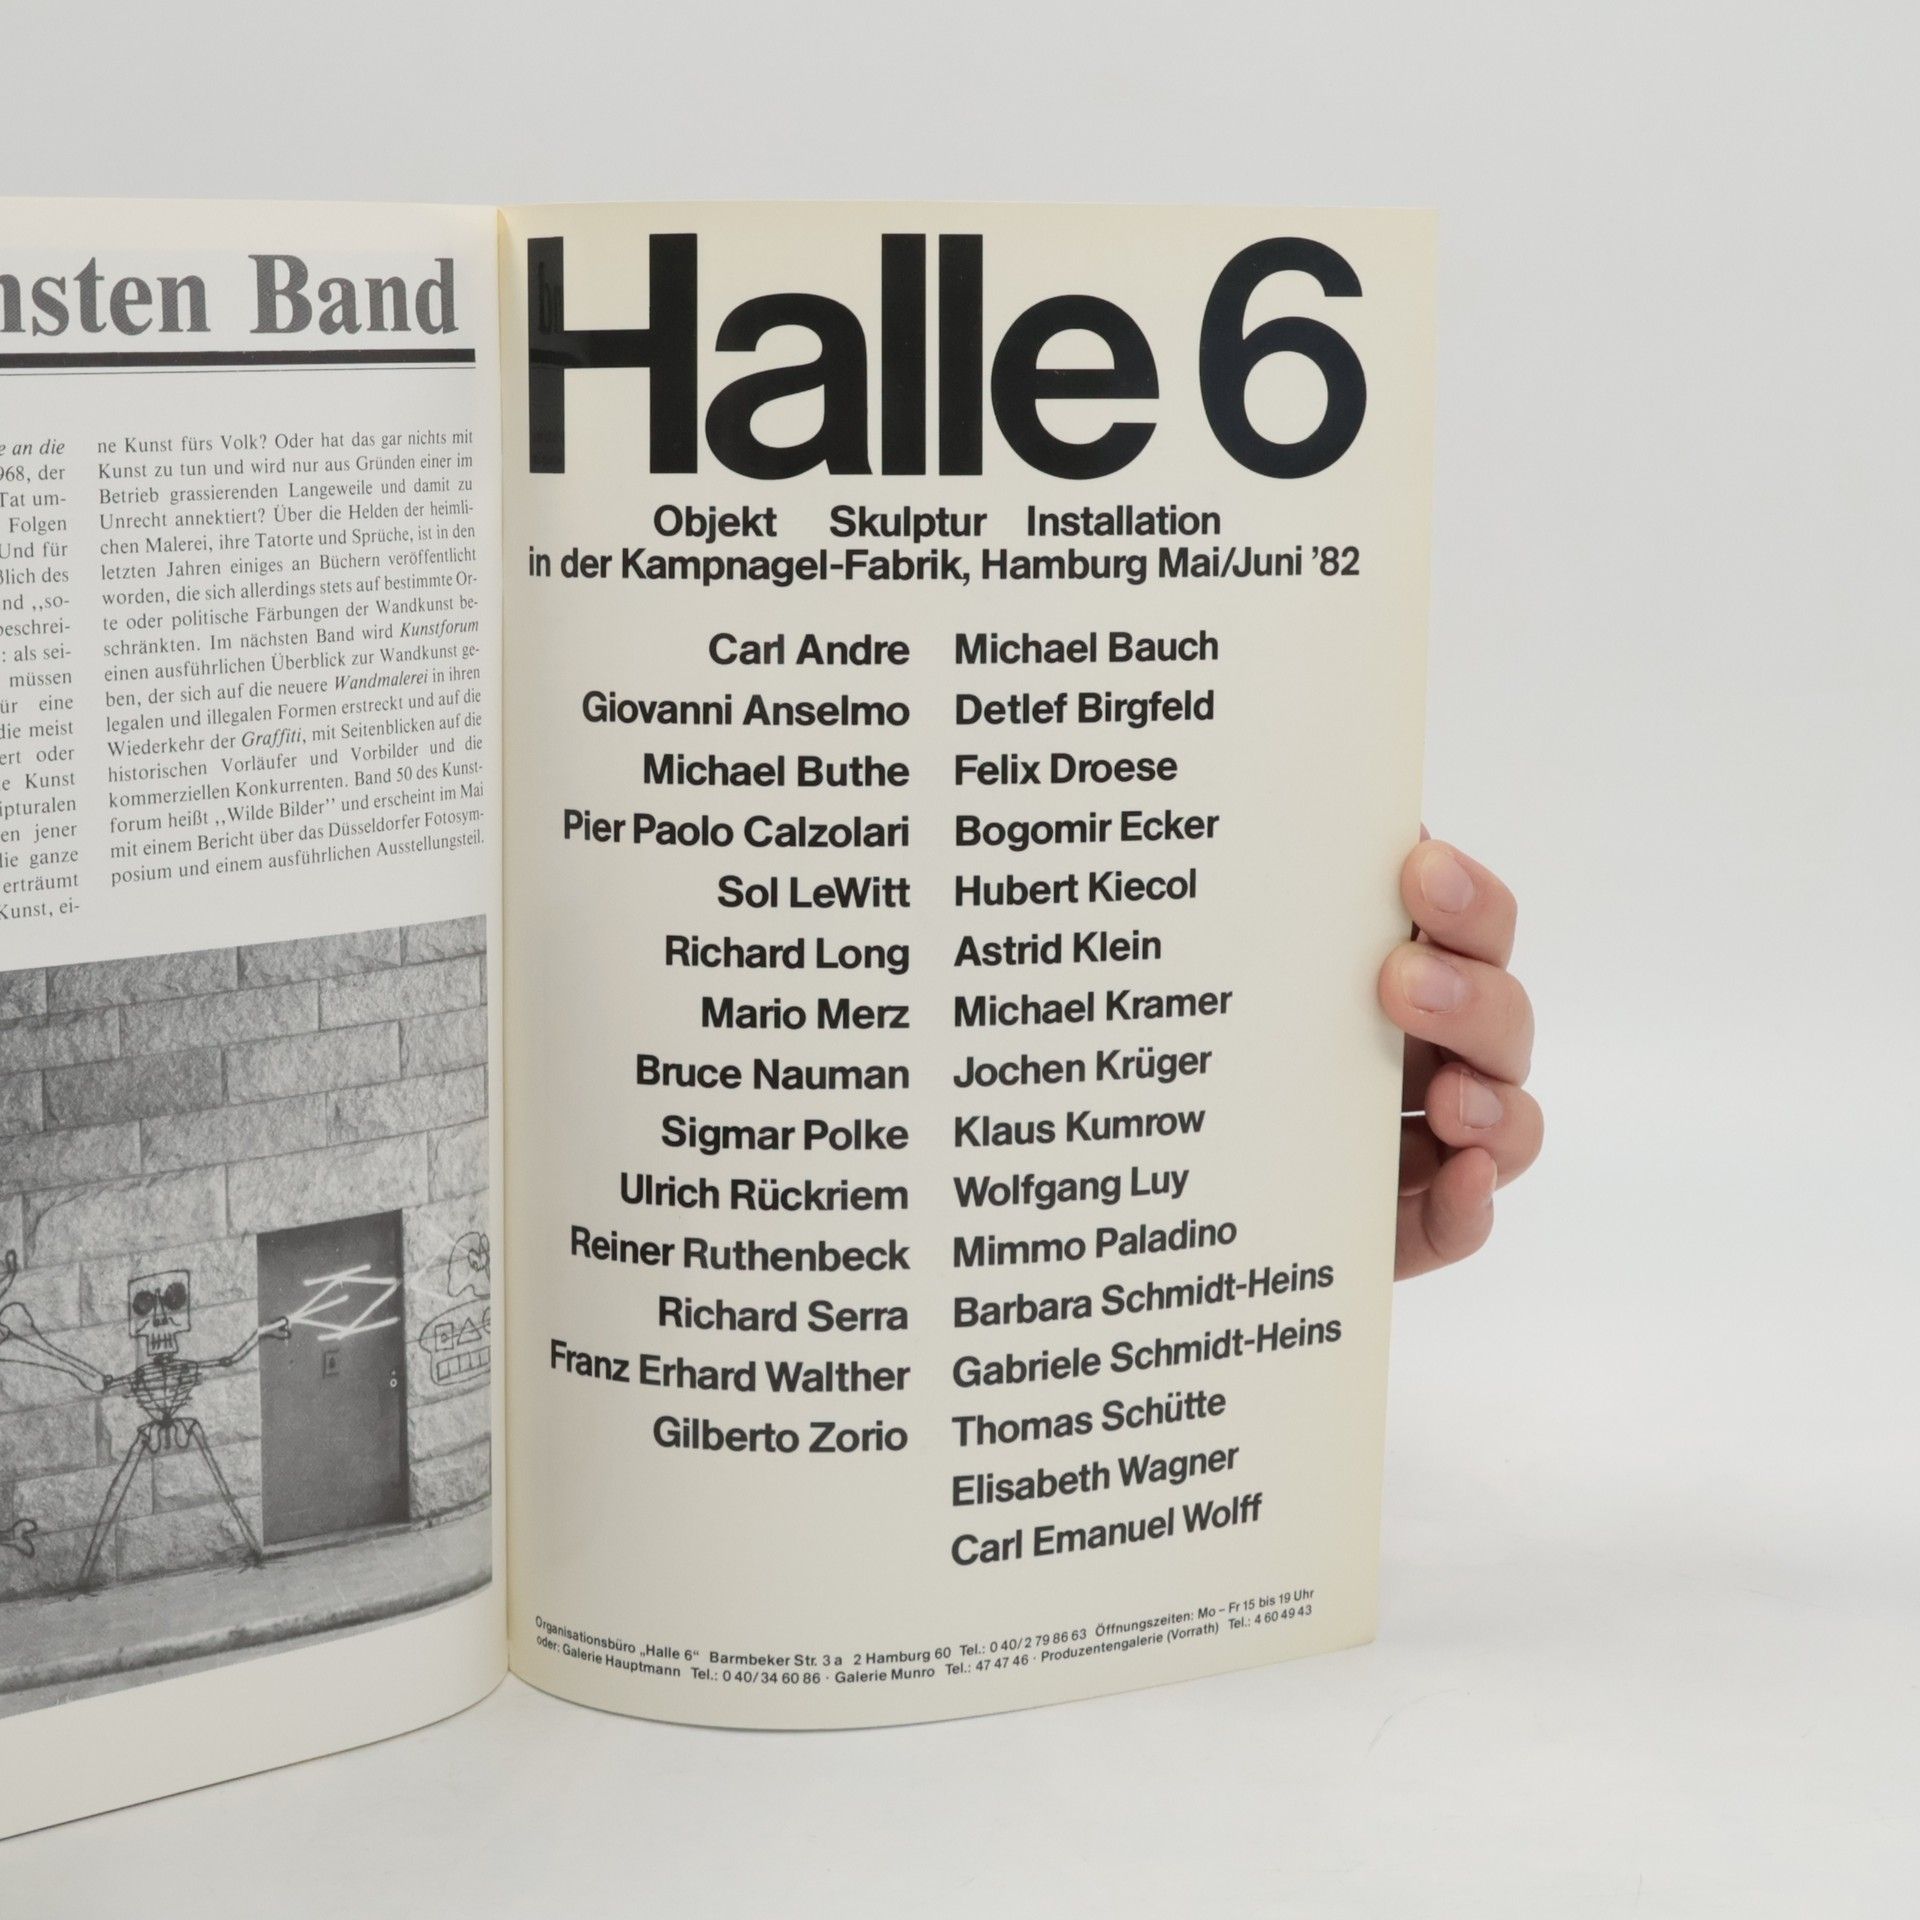 nsten Band
e an die
968, der
Tat um-
Folgen
Und für
ßlich des
nd ,,so-
beschrei-
: als sei-
müssen
ür eine
die meist
ert oder
e Kunst
ipturalen
en jener
lie ganze
erträumt
Kunst, ei-
ne Kunst fürs Volk? Oder hat das gar nichts mit
Kunst zu tun und wird nur aus Gründen einer im
Betrieb grassierenden Langeweile und damit zu
Unrecht annektiert? Über die Helden der heimli-
chen Malerei, ihre Tatorte und Sprüche, ist in den
letzten Jahren einiges an Büchern veröffentlicht
worden, die sich allerdings stets auf bestimmte Or-
te oder politische Färbungen der Wandkunst be-
schränkten. Im nächsten Band wird Kunstforum
einen ausführlichen Überblick zur Wandkunst ge-
ben, der sich auf die neuere Wandmalerei in ihren
legalen und illegalen Formen erstreckt und auf die
Wiederkehr der Graffiti, mit Seitenblicken auf die
historischen Vorläufer und Vorbilder und die
kommerziellen Konkurrenten. Band 50 des Kunst-
forum heißt ,,Wilde Bilder'' und erscheint im Mai
mit einem Bericht über das Düsseldorfer Fotosym-
posium und einem ausführlichen Ausstellungsteil.
Halle 6
Objekt Skulptur Installation
in der Kampnagel-Fabrik, Hamburg Mai/Juni '82
Carl Andre
Giovanni Anselmo
Michael Buthe
Pier Paolo Calzolari
Sol LeWitt
Richard Long
Mario Merz
Bruce Nauman
Sigmar Polke
Ulrich Rückriem
Reiner Ruthenbeck
Richard Serra
Franz Erhard Walther
Gilberto Zorio
Michael Bauch
Detlef Birgfeld
Felix Droese
Bogomir Ecker
Hubert Kiecol
Astrid Klein
Michael Kramer
Jochen Krüger
Klaus Kumrow
Wolfgang Luy
Mimmo Paladino
Barbara Schmidt-Heins
Gabriele Schmidt-Heins
Thomas Schütte
Elisabeth Wagner
Carl Emanuel Wolff
Organisationsbüro „Halle 6“ Barmbeker Str. 3 a 2 Hamburg 60 Tel.: 0 40/2 79 86 63 Öffnungszeiten: Mo – Fr 15 bis 19 Uhr
oder: Galerie Hauptmann Tel.: 0 40/34 60 86 · Galerie Munro Tel.: 47 47 46 · Produzentengalerie (Vorrath) Tel.: 4 60 49 43